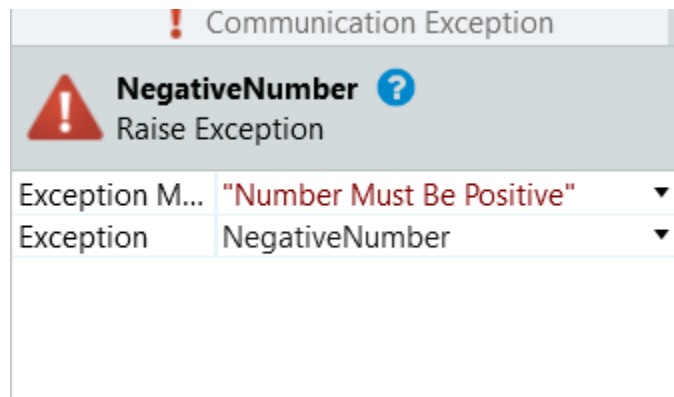 ! Communication Exception
NegativeNumber ?
Raise Exception
Exception M... "Number Must Be Positive"
Exception NegativeNumber